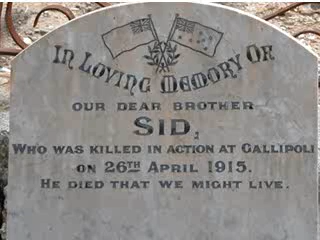 IN LOVING MEMORY OF
OUR DEAR BROTHER
SID,
WHO WAS KILLED IN ACTION AT GALLIPOLI
ON 26TH APRIL 1915.
HE DIED THAT WE MIGHT LIVE.